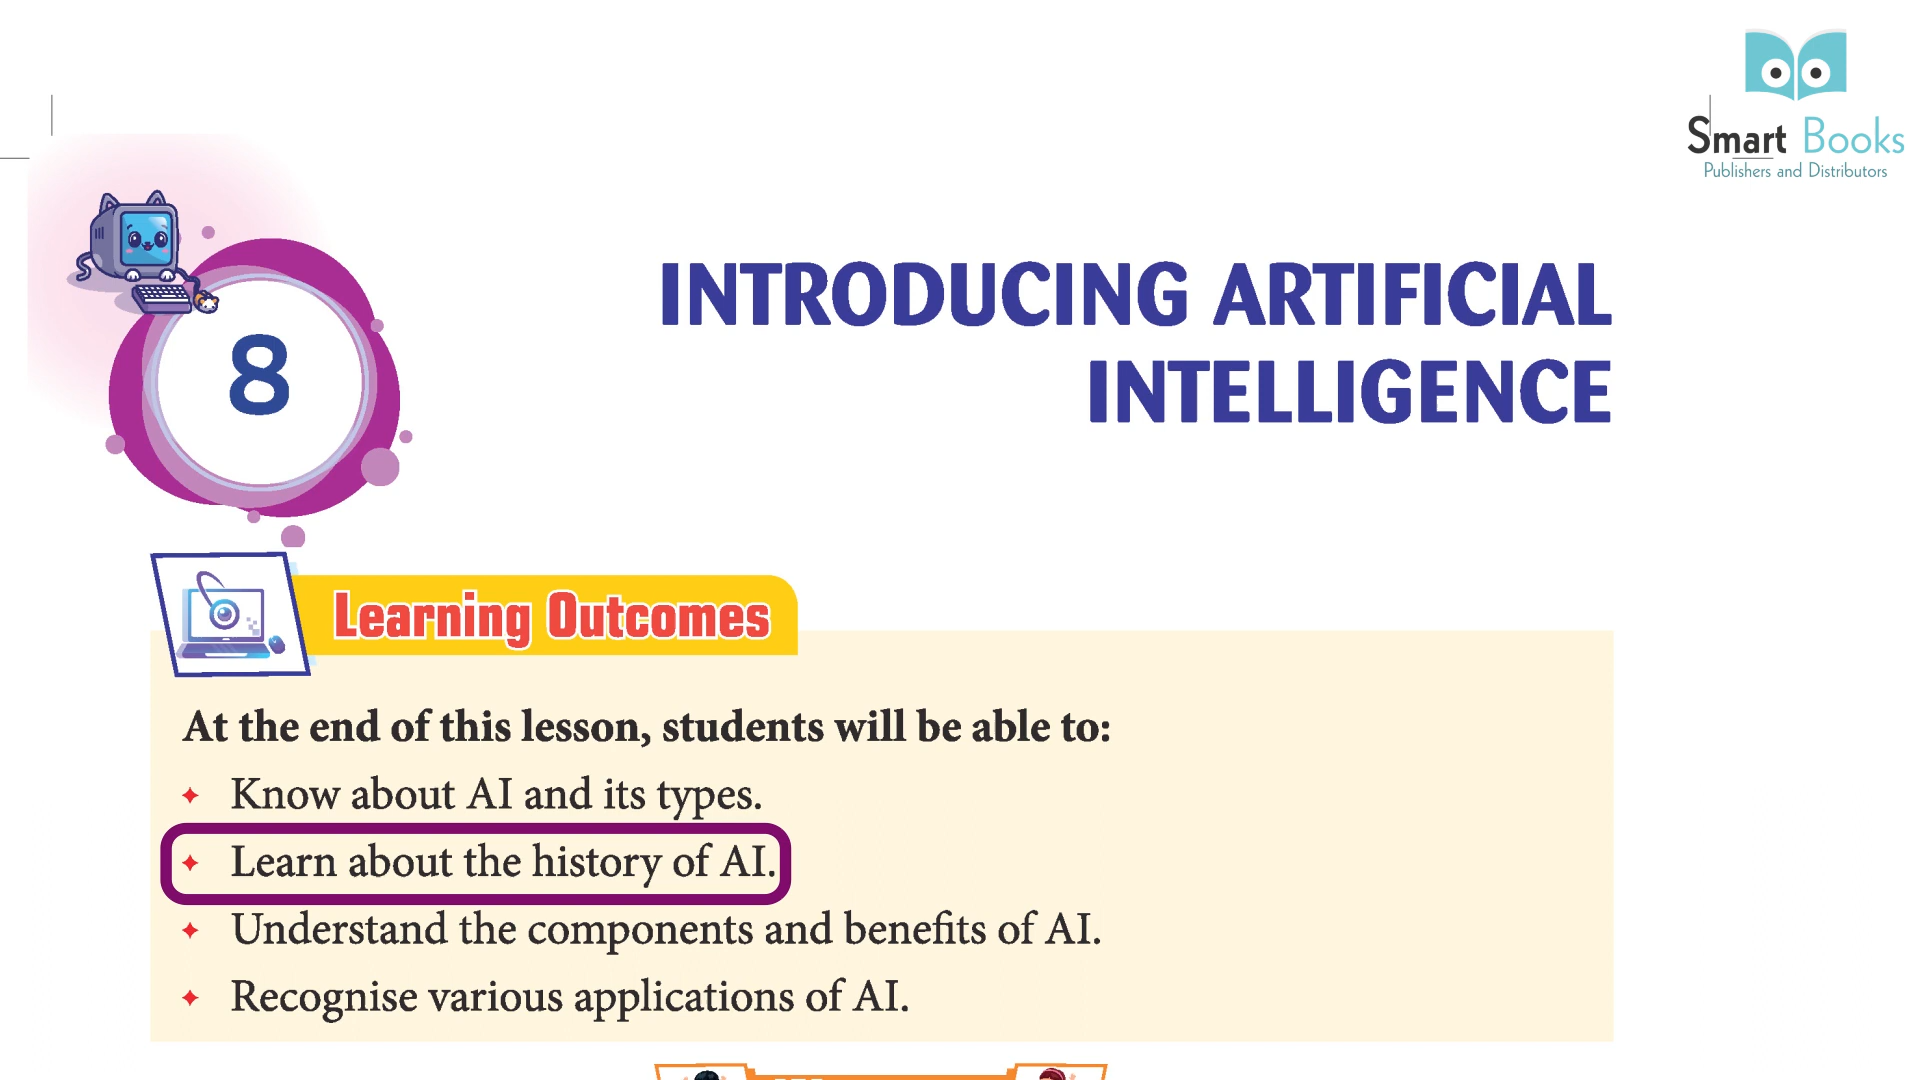 Smart Books
Publishers and Distributors
8
INTRODUCING ARTIFICIAL
INTELLIGENCE
Learning Outcomes
At the end of this lesson, students will be able to:
Know about AI and its types.
Learn about the history of AI.
Understand the components and benefits of AI.
Recognise various applications of AI.